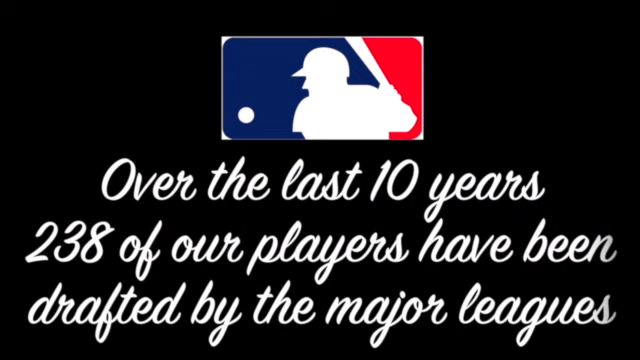 Over the last 10 years
238 of our players have been
drafted by the major leagues